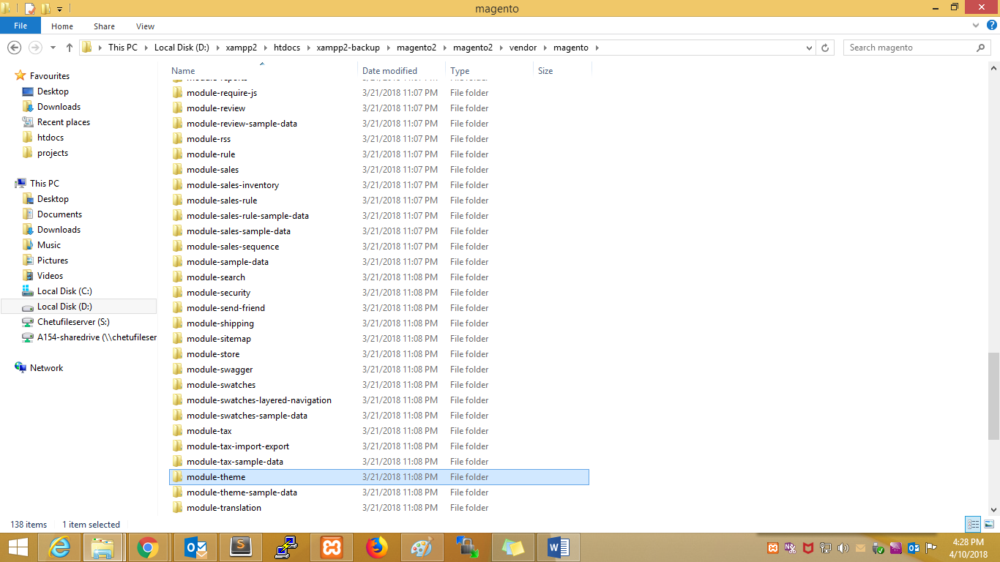 magento
File Home Share View
This PC Local Disk (D:) xampp2 htdocs xampp2-backup magento2 magento2 vendor magento Search magento
Name Date modified Type Size
Favourites
Desktop
Downloads
Recent places
htdocs
projects
This PC
Desktop
Documents
Downloads
Music
Pictures
Videos
Local Disk (C:)
Local Disk (D:)
Chetufileserver (S:)
A154-sharedrive (\\chetufileser
Network
module-reports 3/21/2018 11:07 PM File folder
module-require-js 3/21/2018 11:07 PM File folder
module-review 3/21/2018 11:07 PM File folder
module-review-sample-data 3/21/2018 11:07 PM File folder
module-rss 3/21/2018 11:07 PM File folder
module-rule 3/21/2018 11:07 PM File folder
module-sales 3/21/2018 11:07 PM File folder
module-sales-inventory 3/21/2018 11:07 PM File folder
module-sales-rule 3/21/2018 11:07 PM File folder
module-sales-rule-sample-data 3/21/2018 11:07 PM File folder
module-sales-sample-data 3/21/2018 11:07 PM File folder
module-sales-sequence 3/21/2018 11:07 PM File folder
module-sample-data 3/21/2018 11:07 PM File folder
module-search 3/21/2018 11:08 PM File folder
module-security 3/21/2018 11:08 PM File folder
module-send-friend 3/21/2018 11:08 PM File folder
module-shipping 3/21/2018 11:08 PM File folder
module-sitemap 3/21/2018 11:08 PM File folder
module-store 3/21/2018 11:08 PM File folder
module-swagger 3/21/2018 11:08 PM File folder
module-swatches 3/21/2018 11:08 PM File folder
module-swatches-layered-navigation 3/21/2018 11:08 PM File folder
module-swatches-sample-data 3/21/2018 11:08 PM File folder
module-tax 3/21/2018 11:08 PM File folder
module-tax-import-export 3/21/2018 11:08 PM File folder
module-tax-sample-data 3/21/2018 11:08 PM File folder
module-theme 3/21/2018 11:08 PM File folder
module-theme-sample-data 3/21/2018 11:08 PM File folder
module-translation 3/21/2018 11:08 PM File folder
138 items 1 item selected
4:28 PM
4/10/2018